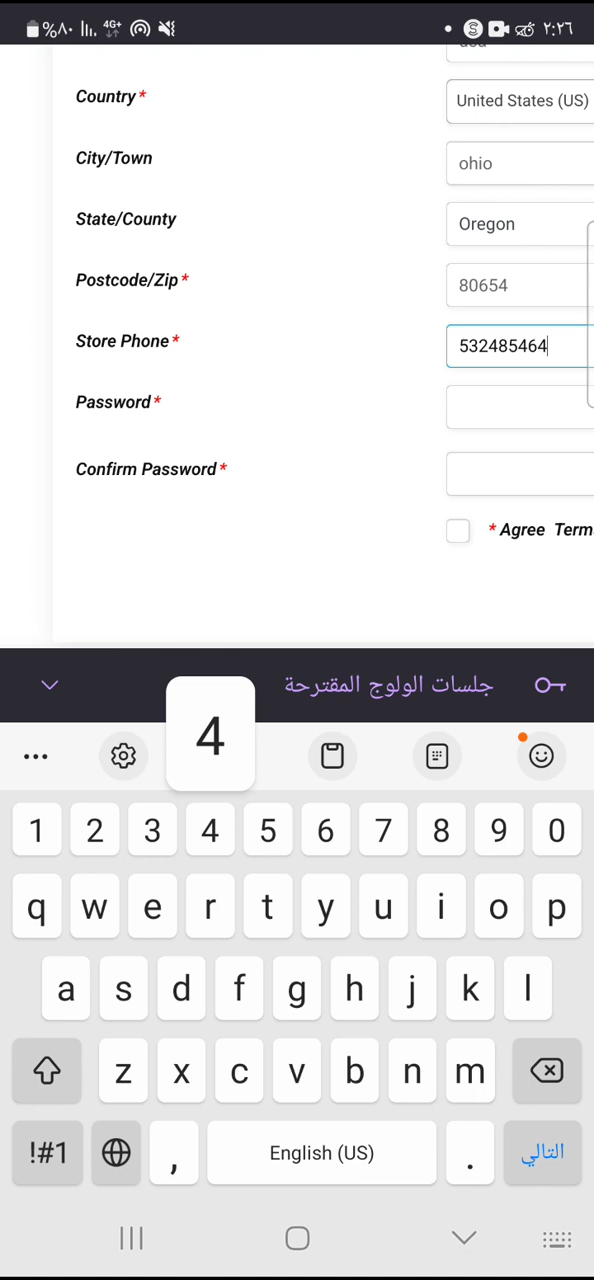 %٨٠ 4G+ S ٢:٢٦
Country*
United States (US)
City/Town
ohio
State/County
Oregon
Postcode/Zip*
80654
Store Phone*
532485464
Password*
Confirm Password*
* Agree Term
جلسات الولوج المقترحة
4
1 2 3 4 5 6 7 8 9 0
q w e r t y u i o p
a s d f g h j k l
z x c v b n m
!#1 , English (US) . التالي